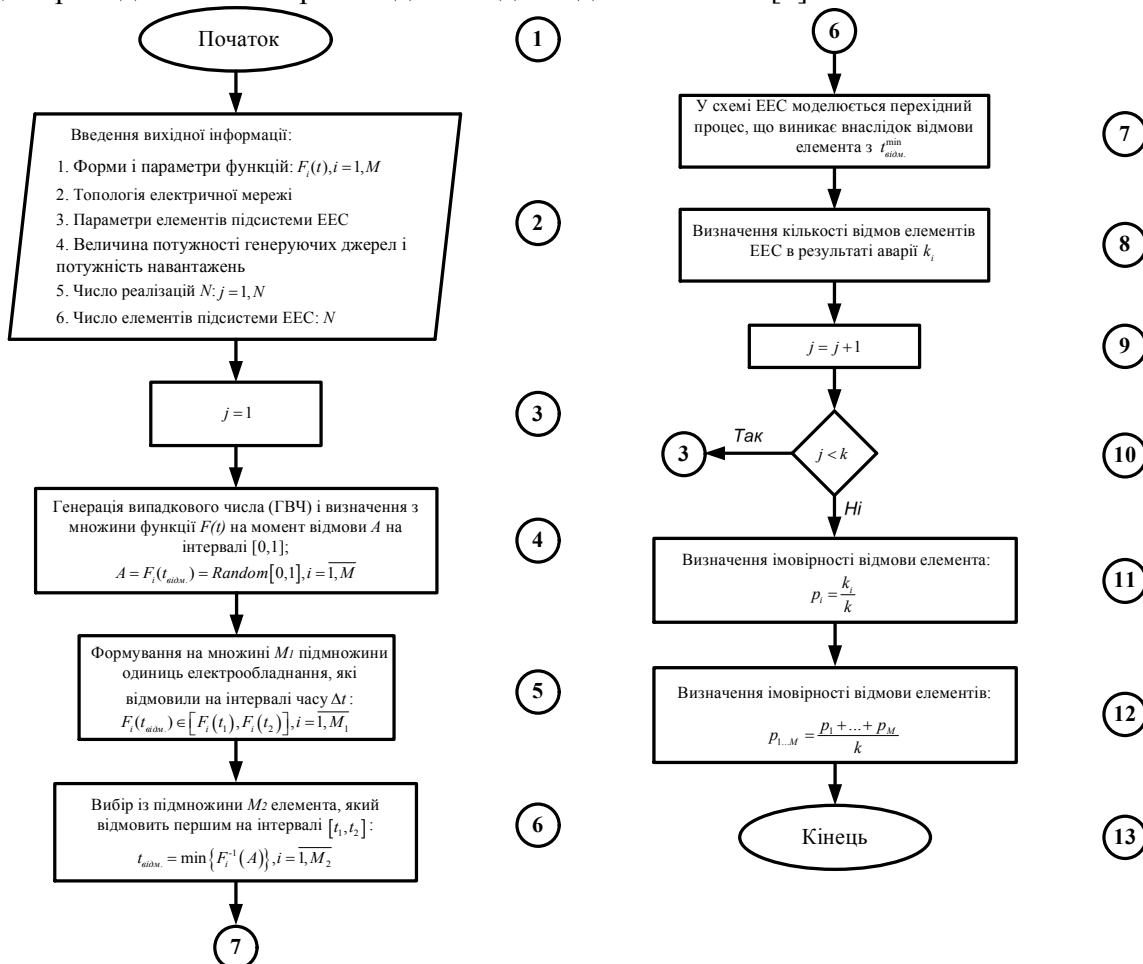 Початок
1
Введення вихідної інформації:
1. Форми і параметри функцій: F_i(t), i = 1, M
2. Топологія електричної мережі
3. Параметри елементів підсистеми ЕЕС
4. Величина потужності генеруючих джерел і
потужність навантажень
5. Число реалізацій N: j = 1, N
6. Число елементів підсистеми ЕЕС: N
2
j = 1
3
Генерація випадкового числа (ГВЧ) і визначення з
множини функції F(t) на момент відмови A на
інтервалі [0,1];
A = F_i(t_відм.) = Random[0,1], i = \overline{1, M}
4
Формування на множині M1 підмножини
одиниць електрообладнання, які
відмовили на інтервалі часу Δt :
F_i(t_відм.) ∈ [F_i(t_1), F_i(t_2)], i = \overline{1, M_1}
5
Вибір із підмножини M2 елемента, який
відмовить першим на інтервалі [t_1, t_2] :
t_відм. = min{F_i^{-1}(A)}, i = \overline{1, M_2}
6
7
6
У схемі ЕЕС моделюється перехідний
процес, що виникає внаслідок відмови
елемента з t_відм.^min
7
Визначення кількості відмов елементів
ЕЕС в результаті аварії k_i
8
j = j + 1
9
j < k
Так
3
Ні
10
Визначення імовірності відмови елемента:
p_i = k_i / k
11
Визначення імовірності відмови елементів:
p_{1...M} = (p_1 + ... + p_M) / k
12
Кінець
13